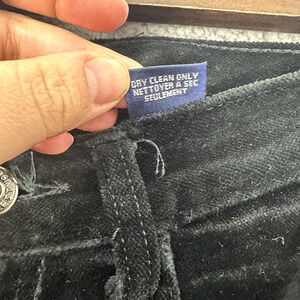 DRY CLEAN ONLY
NETTOYER A SEC
SEULEMENT